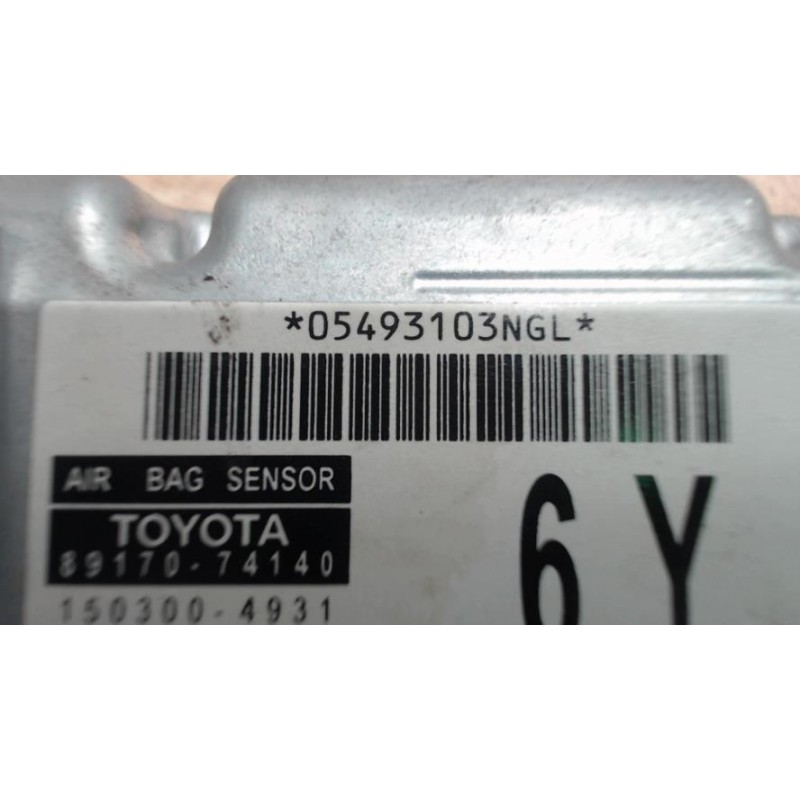 *05493103NGL*
AIR BAG SENSOR
TOYOTA
89170-74140
150300-4931
6 Y